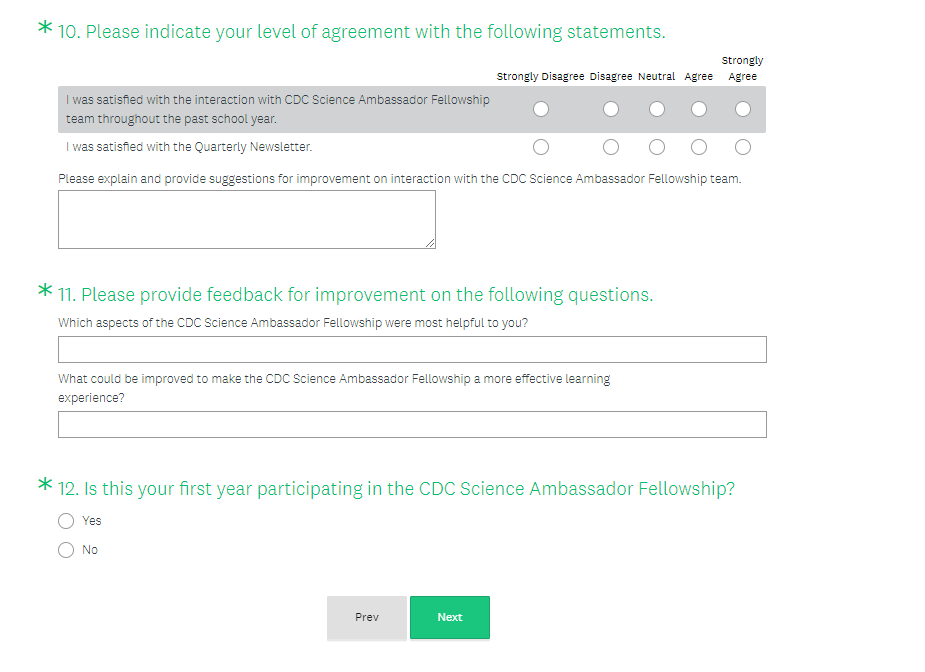 * 10. Please indicate your level of agreement with the following statements.
Strongly Disagree Disagree Neutral Agree Strongly Agree
I was satisfied with the interaction with CDC Science Ambassador Fellowship
team throughout the past school year.
I was satisfied with the Quarterly Newsletter.
Please explain and provide suggestions for improvement on interaction with the CDC Science Ambassador Fellowship team.
* 11. Please provide feedback for improvement on the following questions.
Which aspects of the CDC Science Ambassador Fellowship were most helpful to you?
What could be improved to make the CDC Science Ambassador Fellowship a more effective learning
experience?
* 12. Is this your first year participating in the CDC Science Ambassador Fellowship?
Yes
No
Prev Next